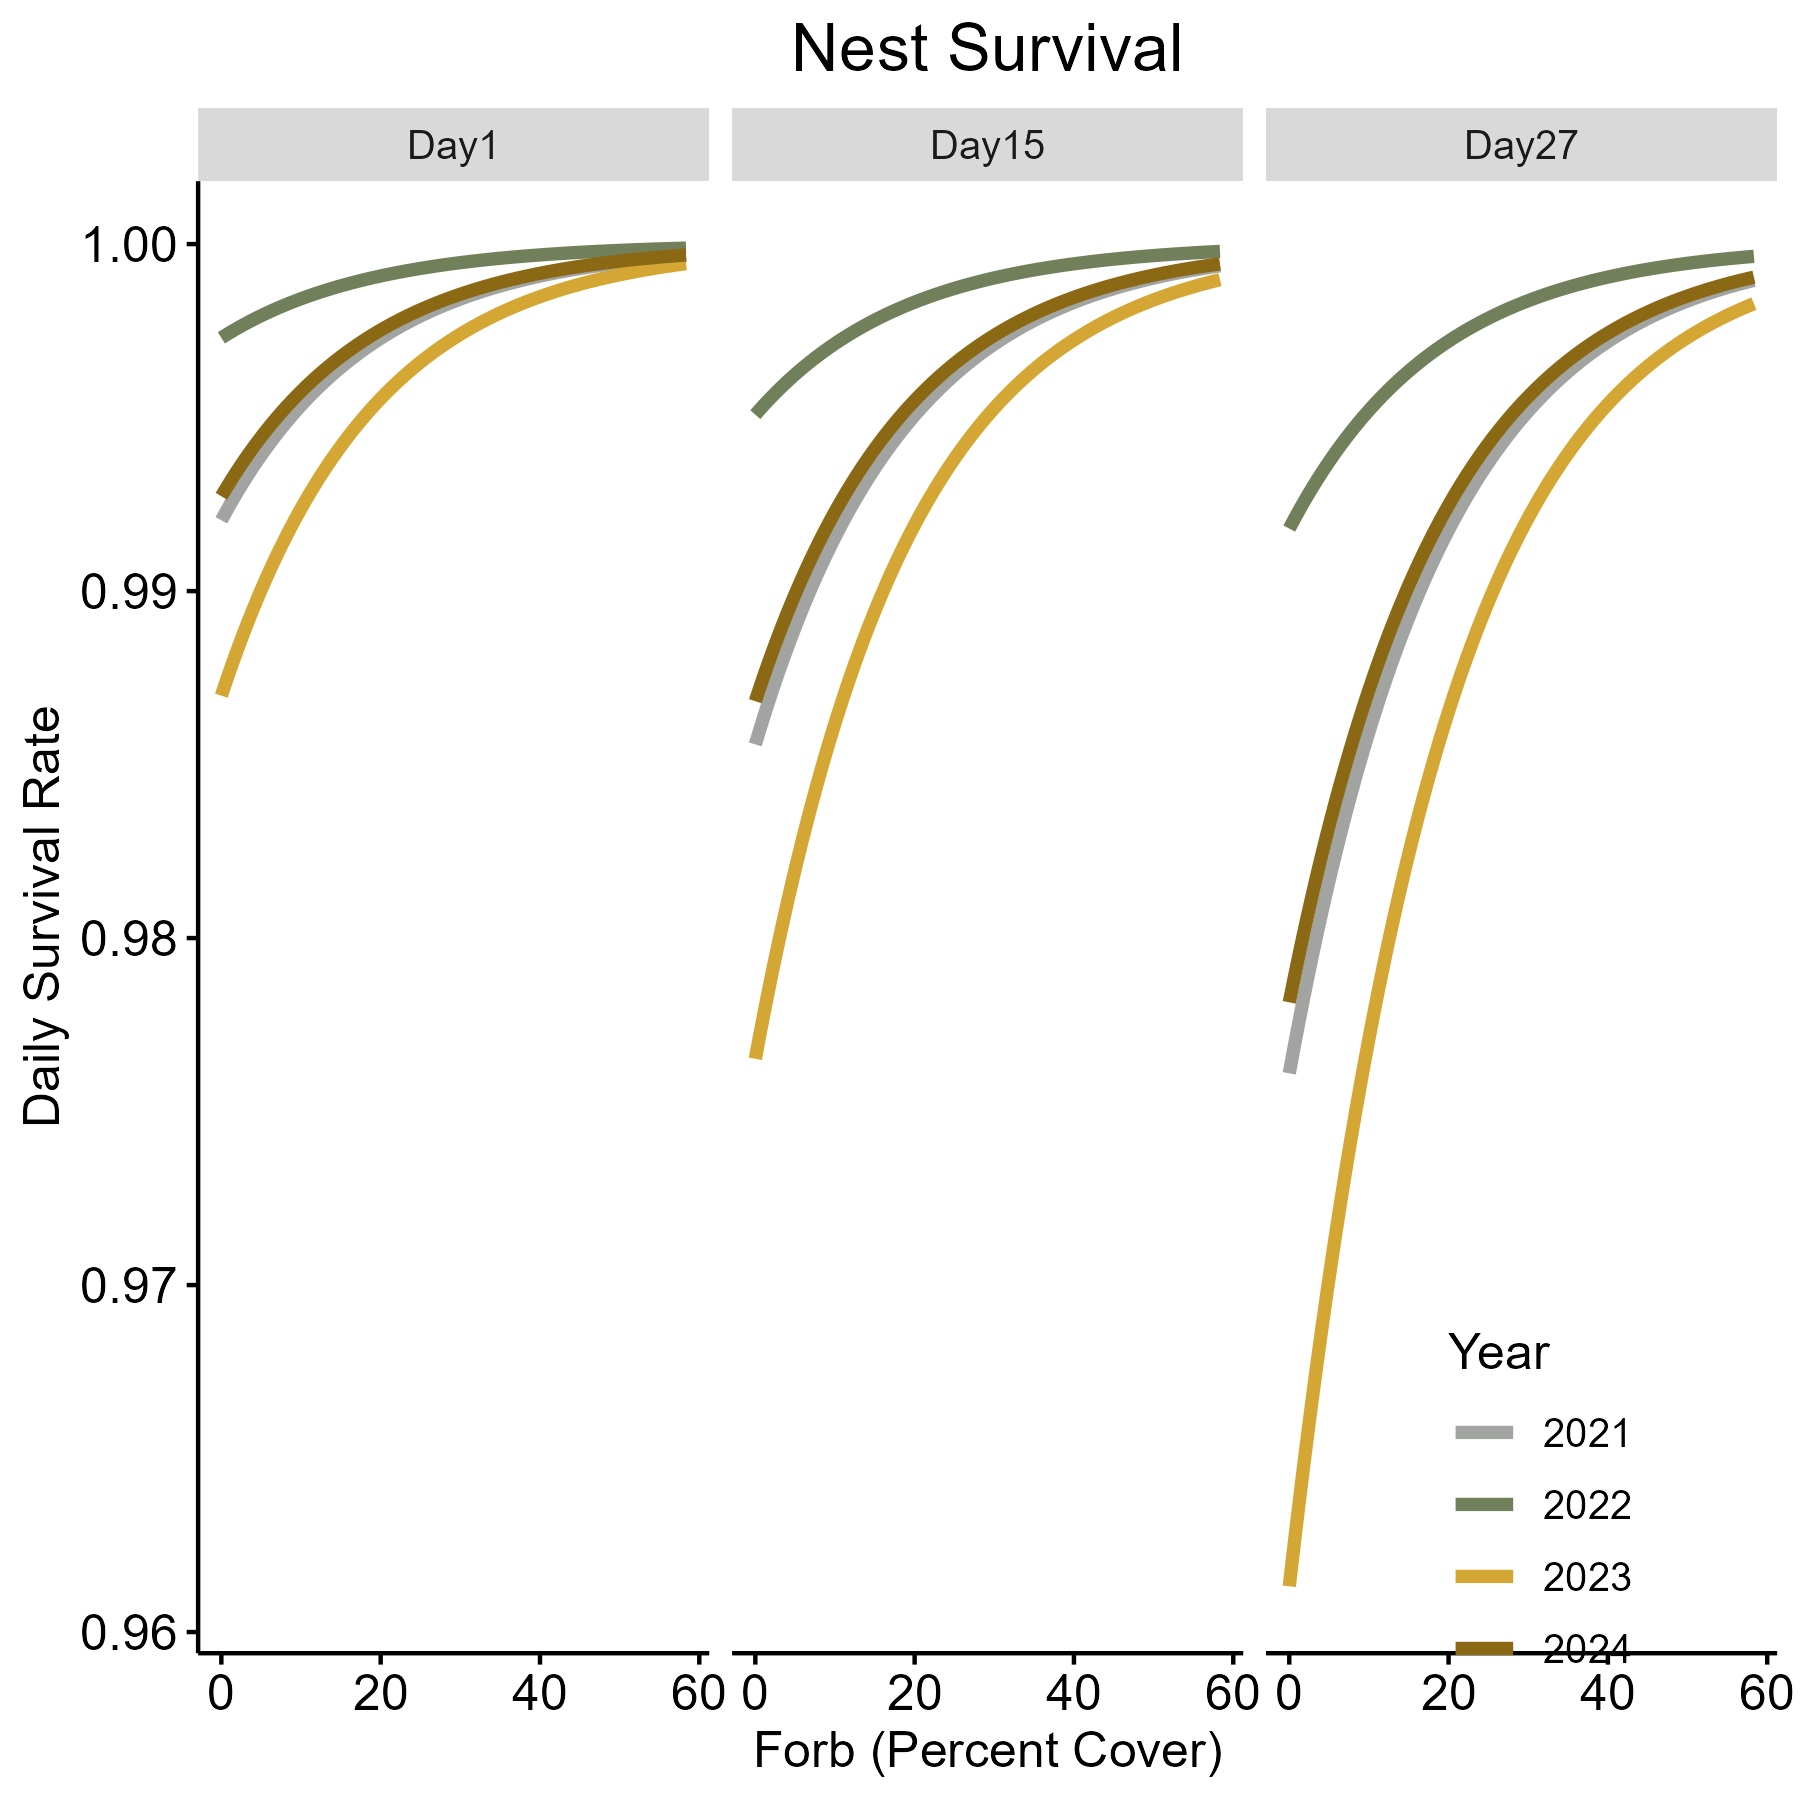 Nest Survival
Day1 Day15 Day27
1.00
0.99
0.98
0.97
0.96
Daily Survival Rate
Year
2021
2022
2023
2024
0 20 40 60 0 20 40 60 0 20 40 60
Forb (Percent Cover)